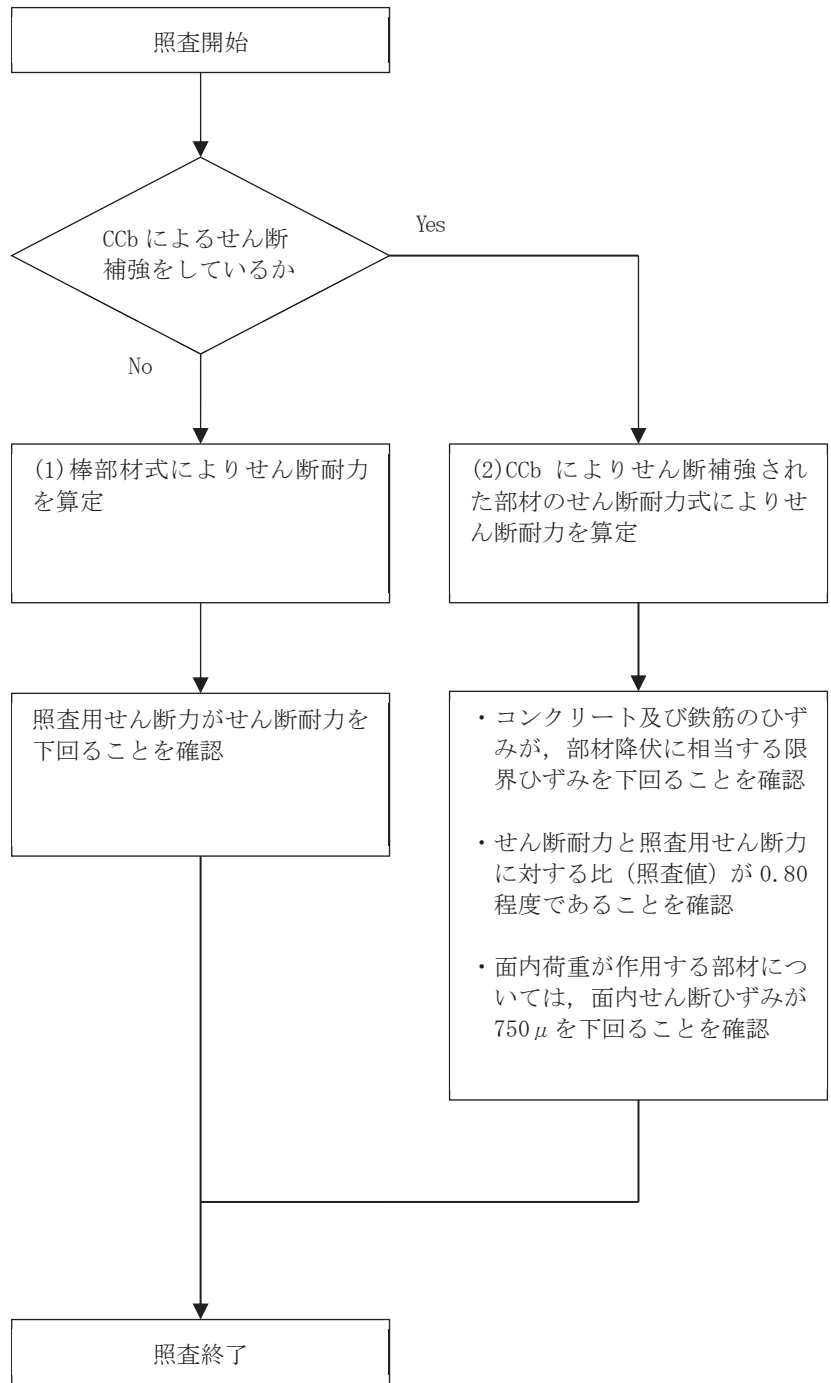 照査開始
CCb によるせん断
補強をしているか
Yes
No
(1)棒部材式によりせん断耐力
を算定
(2)CCb によりせん断補強され
た部材のせん断耐力式によりせ
ん断耐力を算定
照査用せん断力がせん断耐力を
下回ることを確認
・コンクリート及び鉄筋のひず
みが，部材降伏に相当する限
界ひずみを下回ることを確認
・せん断耐力と照査用せん断力
に対する比（照査値）が 0.80
程度であることを確認
・面内荷重が作用する部材につ
いては，面内せん断ひずみが
750μを下回ることを確認
照査終了